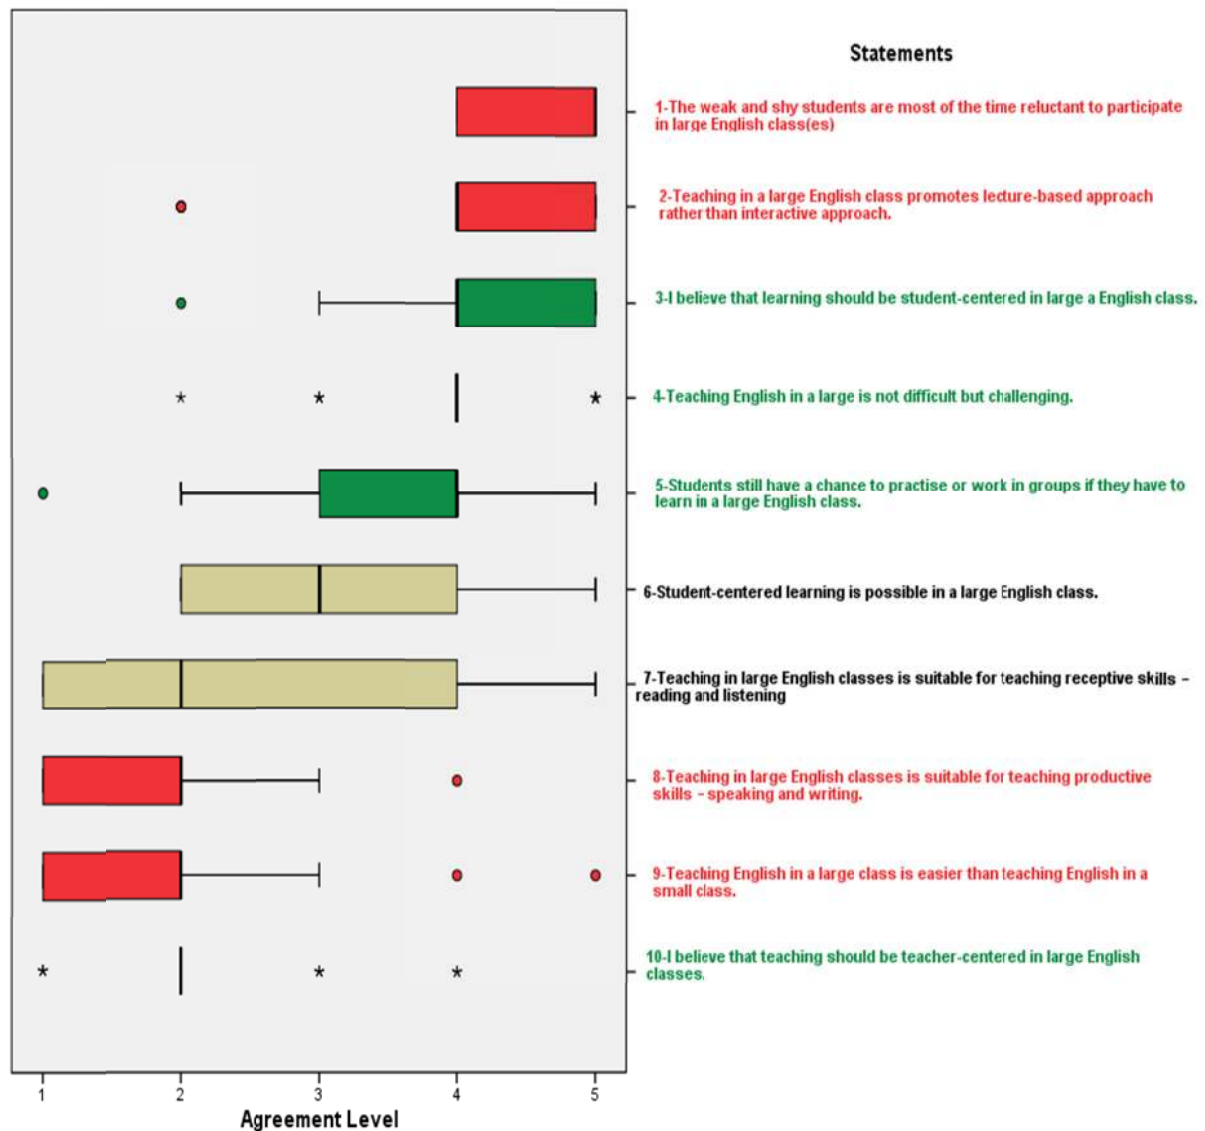 Statements
1-The weak and shy students are most of the time reluctant to participate
in large English class(es)
2-Teaching in a large English class promotes lecture-based approach
rather than interactive approach.
3-I believe that learning should be student-centered in large a English class.
4-Teaching English in a large is not difficult but challenging.
5-Students still have a chance to practise or work in groups if they have to
learn in a large English class.
6-Student-centered learning is possible in a large English class.
7-Teaching in large English classes is suitable for teaching receptive skills –
reading and listening
8-Teaching in large English classes is suitable for teaching productive
skills – speaking and writing.
9-Teaching English in a large class is easier than teaching English in a
small class.
10-I believe that teaching should be teacher-centered in large English
classes.
1 2 3 4 5
Agreement Level